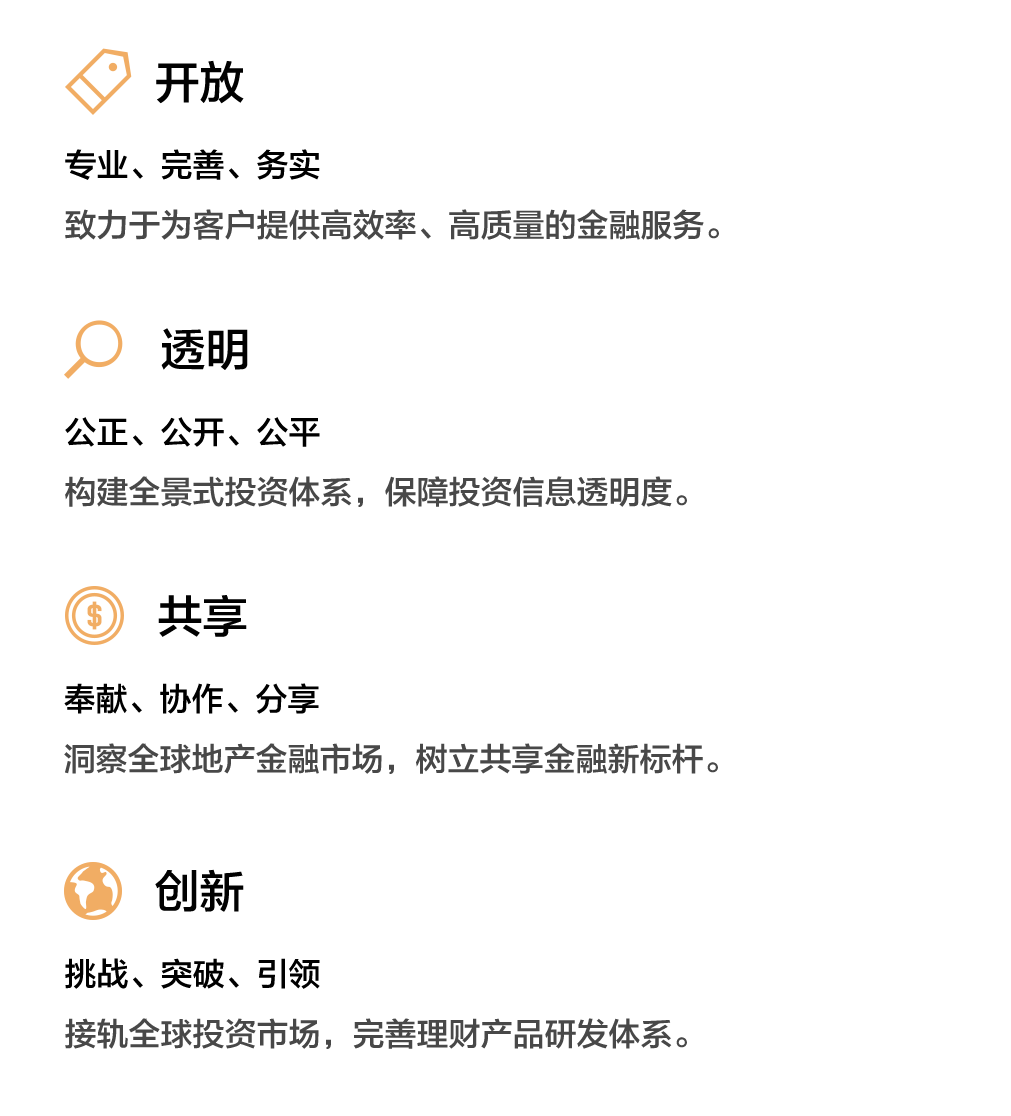 开放
专业、完善、务实
致力于为客户提供高效率、高质量的金融服务。
透明
公正、公开、公平
构建全景式投资体系，保障投资信息透明度。
$
共享
奉献、协作、分享
洞察全球地产金融市场，树立共享金融新标杆。
创新
挑战、突破、引领
接轨全球投资市场，完善理财产品研发体系。